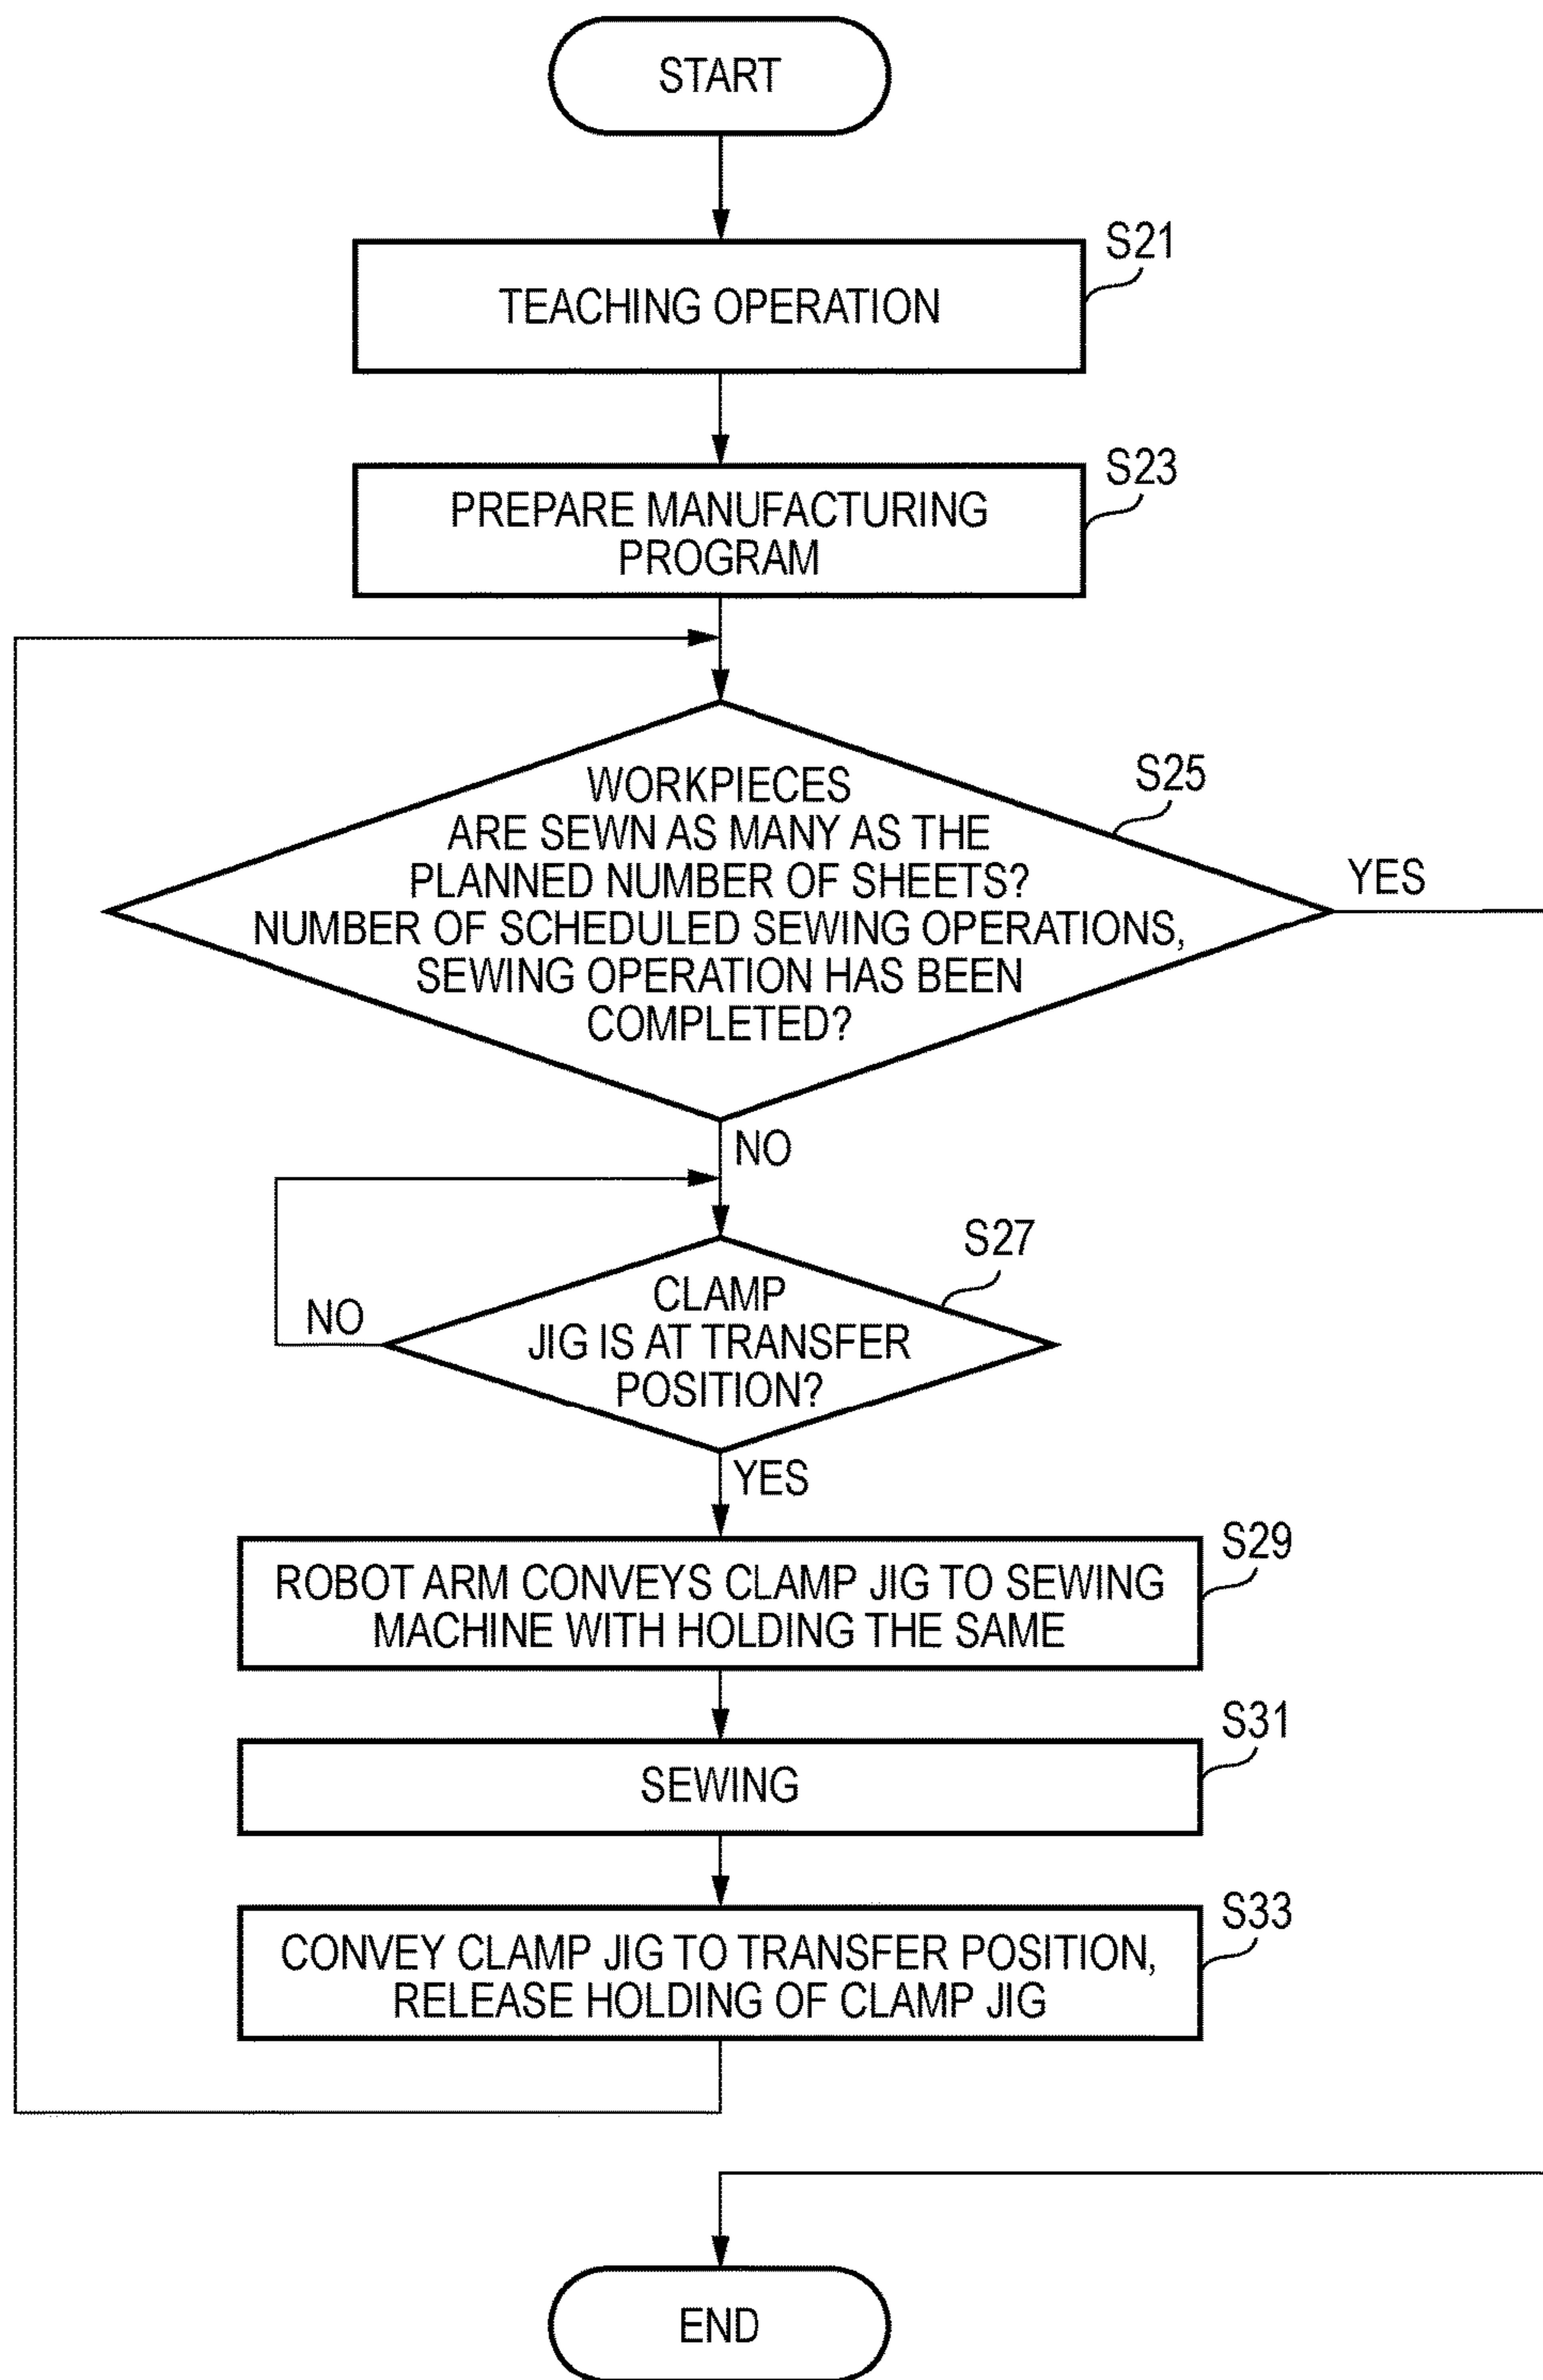 START
S21
TEACHING OPERATION
S23
PREPARE MANUFACTURING
PROGRAM
S25
WORKPIECES
ARE SEWN AS MANY AS THE
PLANNED NUMBER OF SHEETS?
NUMBER OF SCHEDULED SEWING OPERATIONS,
SEWING OPERATION HAS BEEN
COMPLETED?
YES
NO
S27
CLAMP
JIG IS AT TRANSFER
POSITION?
NO
YES
S29
ROBOT ARM CONVEYS CLAMP JIG TO SEWING
MACHINE WITH HOLDING THE SAME
S31
SEWING
S33
CONVEY CLAMP JIG TO TRANSFER POSITION,
RELEASE HOLDING OF CLAMP JIG
END